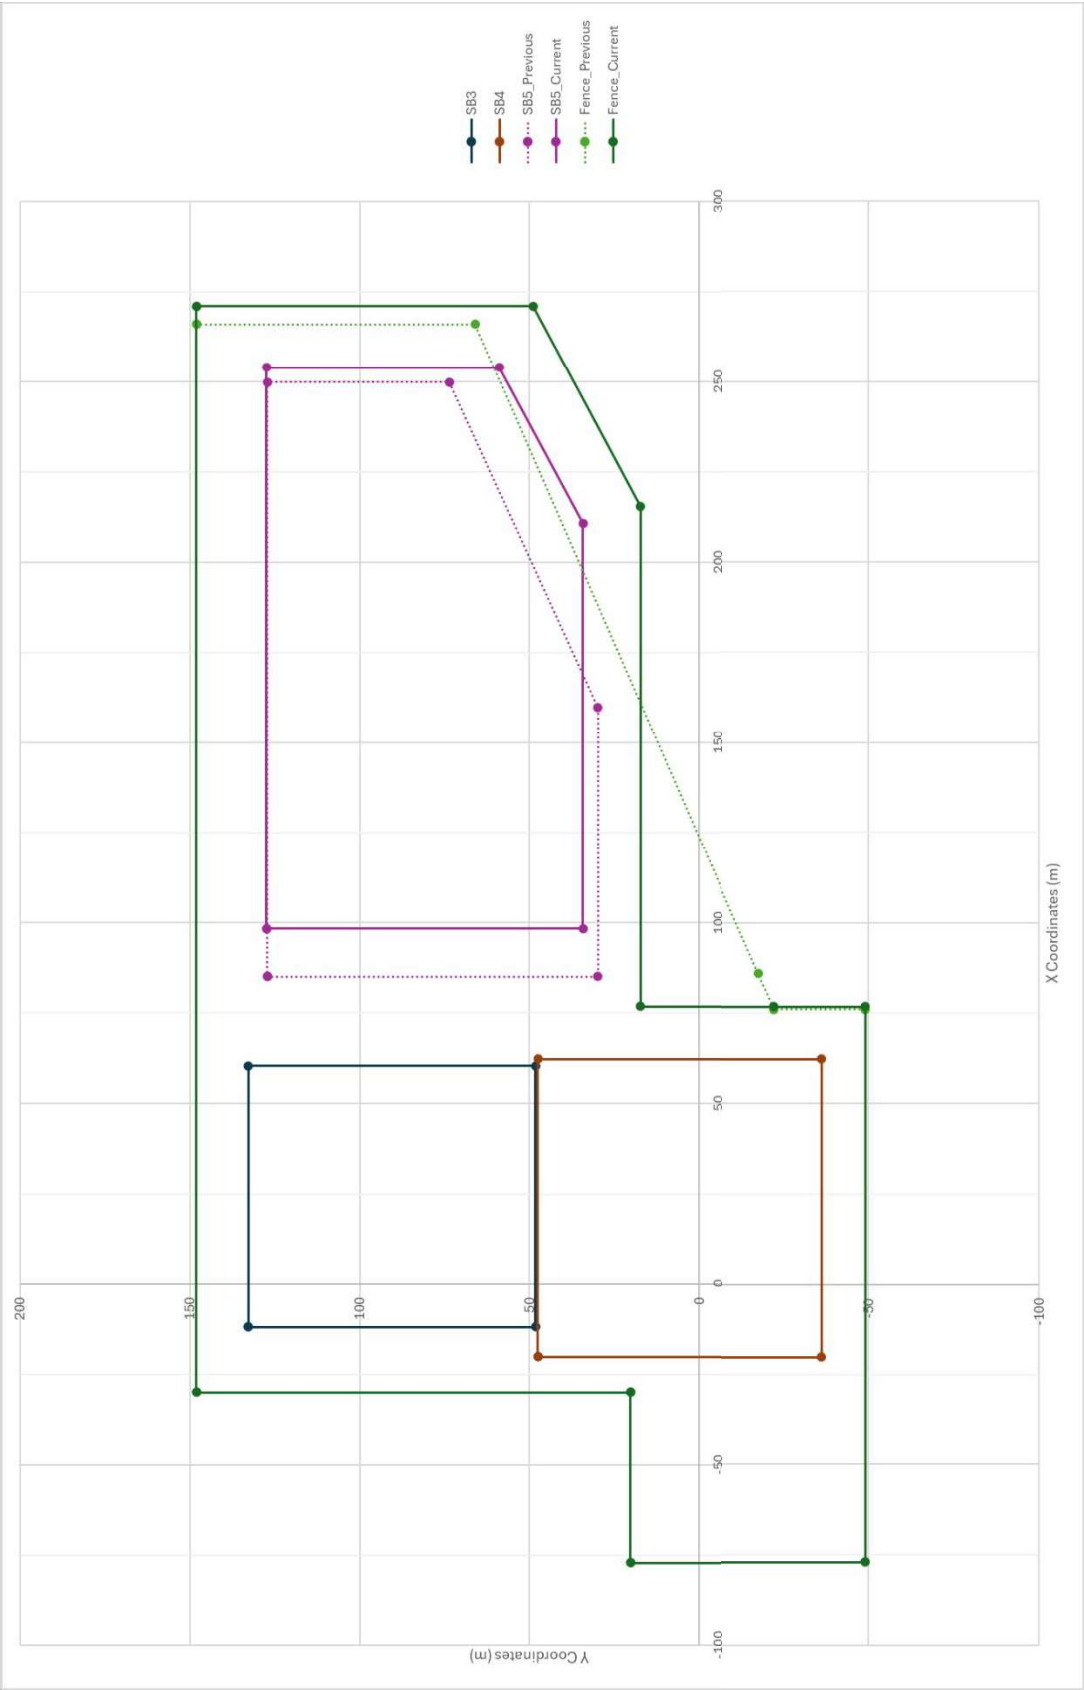 Y Coordinates (m)
200
150
100
50
0
-50
-100
-100
-50
0
50
100
150
200
250
300
X Coordinates (m)
SB3
SB4
SB5_Previous
SB5_Current
Fence_Previous
Fence_Current